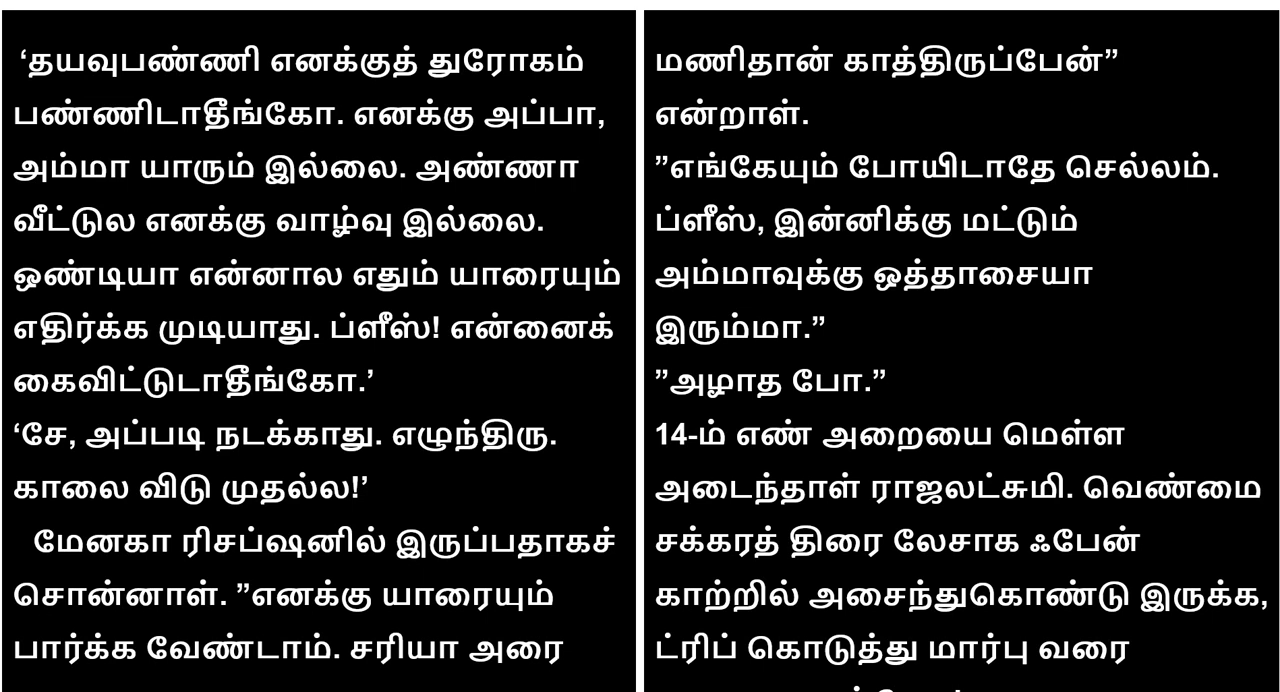 ‘தயவுபண்ணி எனக்குத் துரோகம்
பண்ணிடாதீங்கோ. எனக்கு அப்பா,
அம்மா யாரும் இல்லை. அண்ணா
வீட்டுல எனக்கு வாழ்வு இல்லை.
ஒண்டியா என்னால எதும் யாரையும்
எதிர்க்க முடியாது. ப்ளீஸ்! என்னைக்
கைவிட்டுடாதீங்கோ.’
‘சே, அப்படி நடக்காது. எழுந்திரு.
காலை விடு முதல்ல!’
மேனகா ரிசப்ஷனில் இருப்பதாகச்
சொன்னாள். ”எனக்கு யாரையும்
பார்க்க வேண்டாம். சரியா அரை
மணிதான் காத்திருப்பேன்”
என்றாள்.
”எங்கேயும் போயிடாதே செல்லம்.
ப்ளீஸ், இன்னிக்கு மட்டும்
அம்மாவுக்கு ஒத்தாசையா
இரும்மா.”
”அழாத போ.”
14-ம் எண் அறையை மெள்ள
அடைந்தாள் ராஜலட்சுமி. வெண்மை
சக்கரத் திரை லேசாக ஃபேன்
காற்றில் அசைந்துகொண்டு இருக்க,
ட்ரிப் கொடுத்து மார்பு வரை